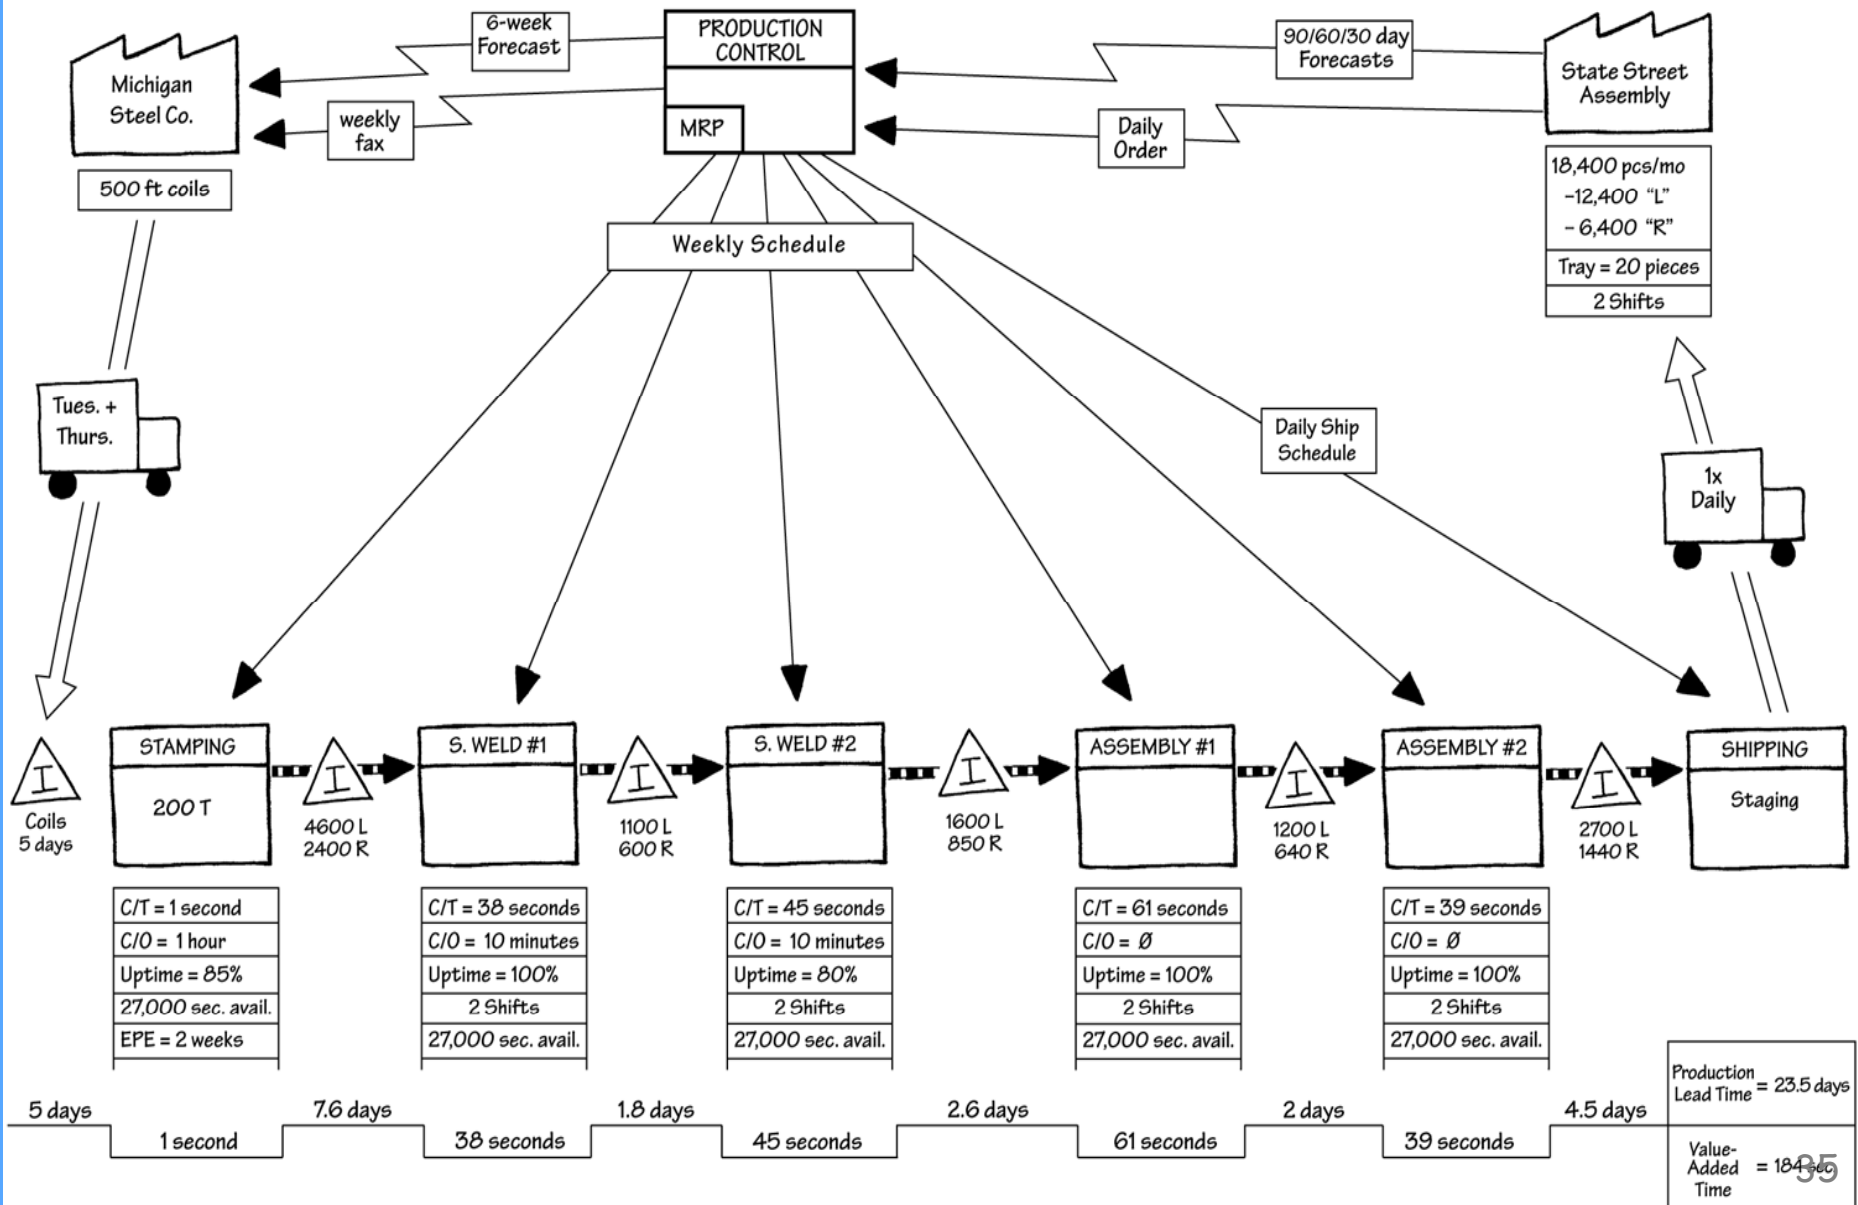 6-week
Forecast
PRODUCTION
CONTROL
90/60/30 day
Forecasts
Michigan
Steel Co.
State Street
Assembly
weekly
fax
MRP
Daily
Order
500 ft coils
18,400 pcs/mo
–12,400 “L”
– 6,400 “R”
Tray = 20 pieces
2 Shifts
Weekly Schedule
Tues. +
Thurs.
Daily Ship
Schedule
1x
Daily
STAMPING
200 T
S. WELD #1
S. WELD #2
ASSEMBLY #1
ASSEMBLY #2
SHIPPING
Staging
I
Coils
5 days
I
4600 L
2400 R
I
1100 L
600 R
I
1600 L
850 R
I
1200 L
640 R
I
2700 L
1440 R
C/T = 1 second
C/O = 1 hour
Uptime = 85%
27,000 sec. avail.
EPE = 2 weeks
C/T = 38 seconds
C/O = 10 minutes
Uptime = 100%
2 Shifts
27,000 sec. avail.
C/T = 45 seconds
C/O = 10 minutes
Uptime = 80%
2 Shifts
27,000 sec. avail.
C/T = 61 seconds
C/O = Ø
Uptime = 100%
2 Shifts
27,000 sec. avail.
C/T = 39 seconds
C/O = Ø
Uptime = 100%
2 Shifts
27,000 sec. avail.
5 days
1 second
7.6 days
38 seconds
1.8 days
45 seconds
2.6 days
61 seconds
2 days
39 seconds
4.5 days
Production
Lead Time = 23.5 days
Value-
Added = 184 sec.
Time
35